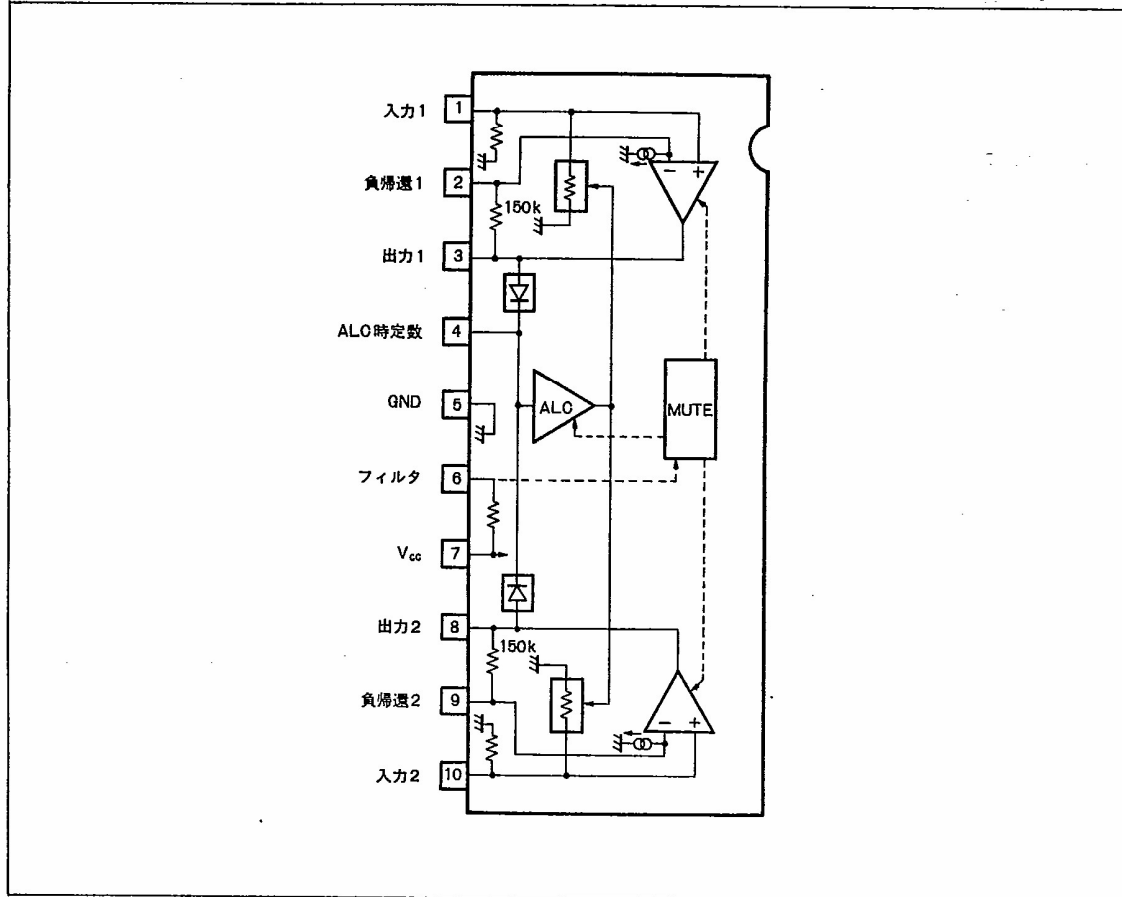 入力1 1
負帰還1 2
150k
出力1 3
ALC時定数 4
GND 5
フィルタ 6
Vcc 7
出力2 8
150k
負帰還2 9
入力2 10
− +
ALC
MUTE
− +